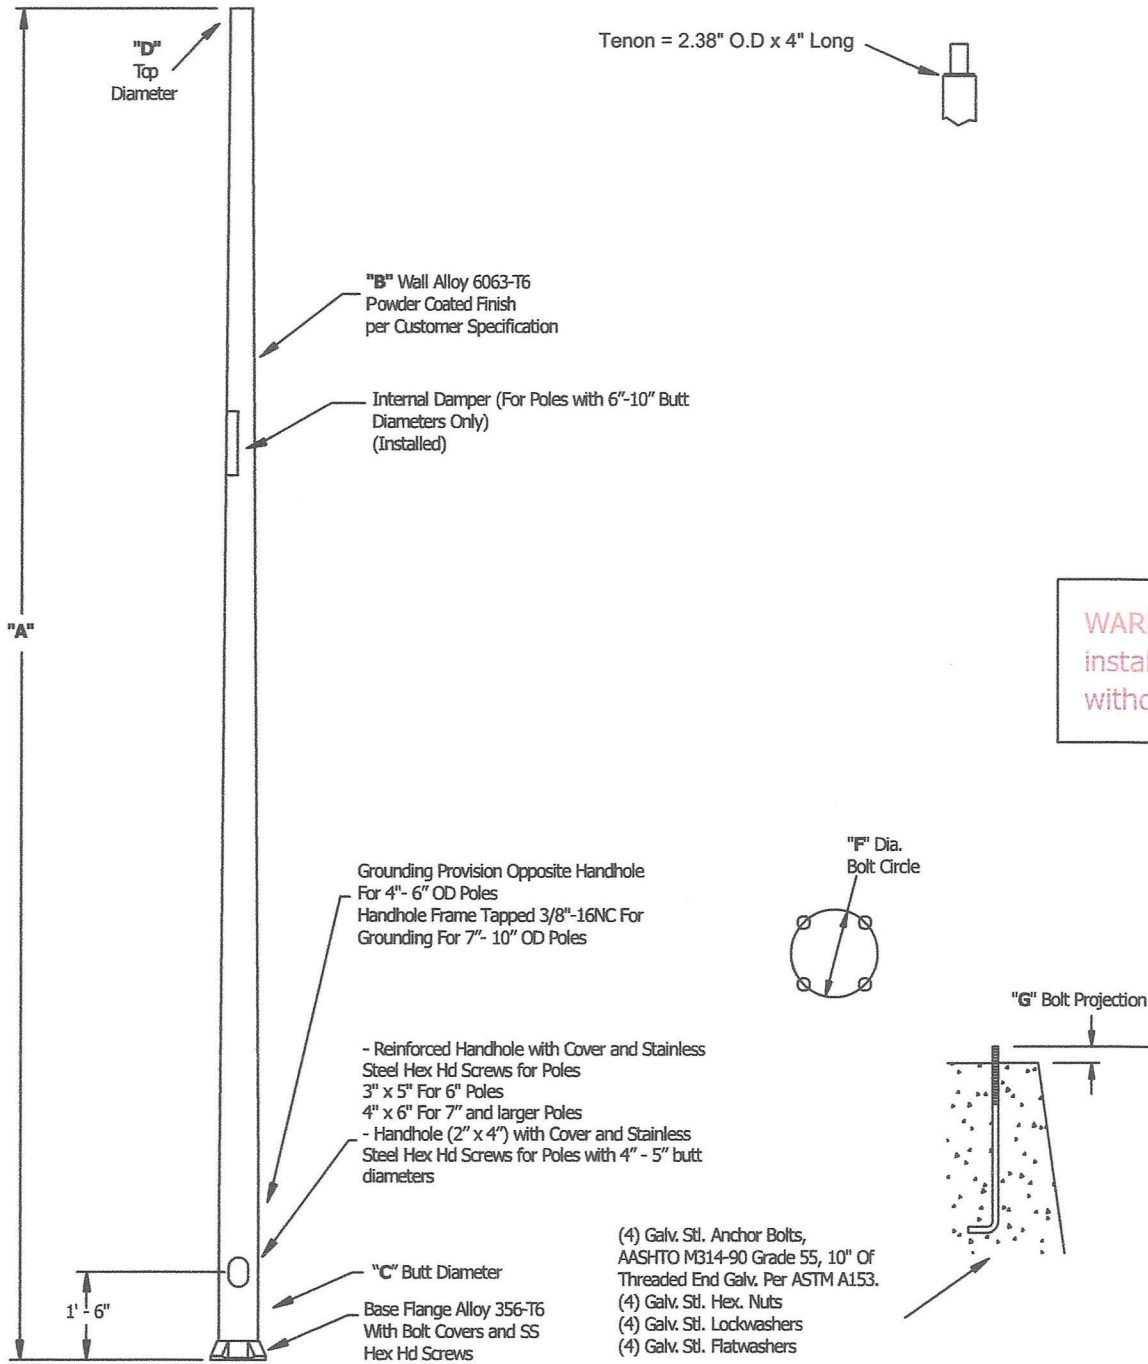 "D"
Top
Diameter
Tenon = 2.38" O.D x 4" Long
"B" Wall Alloy 6063-T6
Powder Coated Finish
per Customer Specification
Internal Damper (For Poles with 6"-10" Butt
Diameters Only)
(Installed)
"A"
Grounding Provision Opposite Handhole
For 4"- 6" OD Poles
Handhole Frame Tapped 3/8"-16NC For
Grounding For 7"- 10" OD Poles
"F" Dia.
Bolt Circle
"G" Bolt Projection
- Reinforced Handhole with Cover and Stainless
Steel Hex Hd Screws for Poles
3" x 5" For 6" Poles
4" x 6" For 7" and larger Poles
- Handhole (2" x 4") with Cover and Stainless
Steel Hex Hd Screws for Poles with 4" - 5" butt
diameters
(4) Galv. Stl. Anchor Bolts,
AASHTO M314-90 Grade 55, 10" Of
Threaded End Galv. Per ASTM A153.
(4) Galv. Stl. Hex. Nuts
(4) Galv. Stl. Lockwashers
(4) Galv. Stl. Flatwashers
"C" Butt Diameter
1' - 6"
Base Flange Alloy 356-T6
With Bolt Covers and SS
Hex Hd Screws